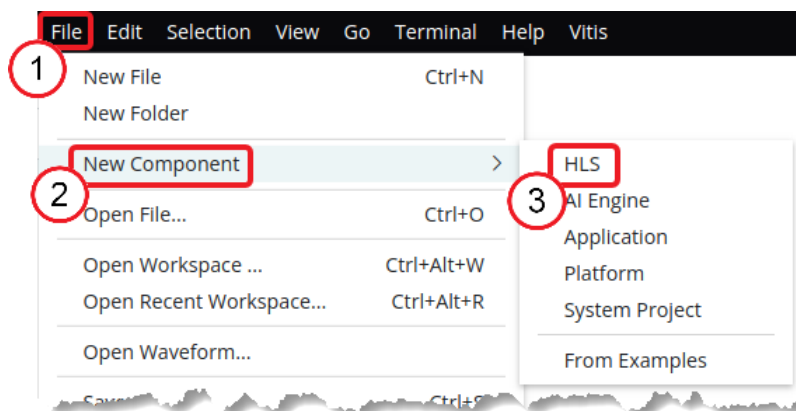 File Edit Selection View Go Terminal Help Vitis
1
New File Ctrl+N
New Folder
New Component >
2
Open File... Ctrl+O
Open Workspace ... Ctrl+Alt+W
Open Recent Workspace... Ctrl+Alt+R
Open Waveform...
Ctrl+S
HLS
3
AI Engine
Application
Platform
System Project
From Examples